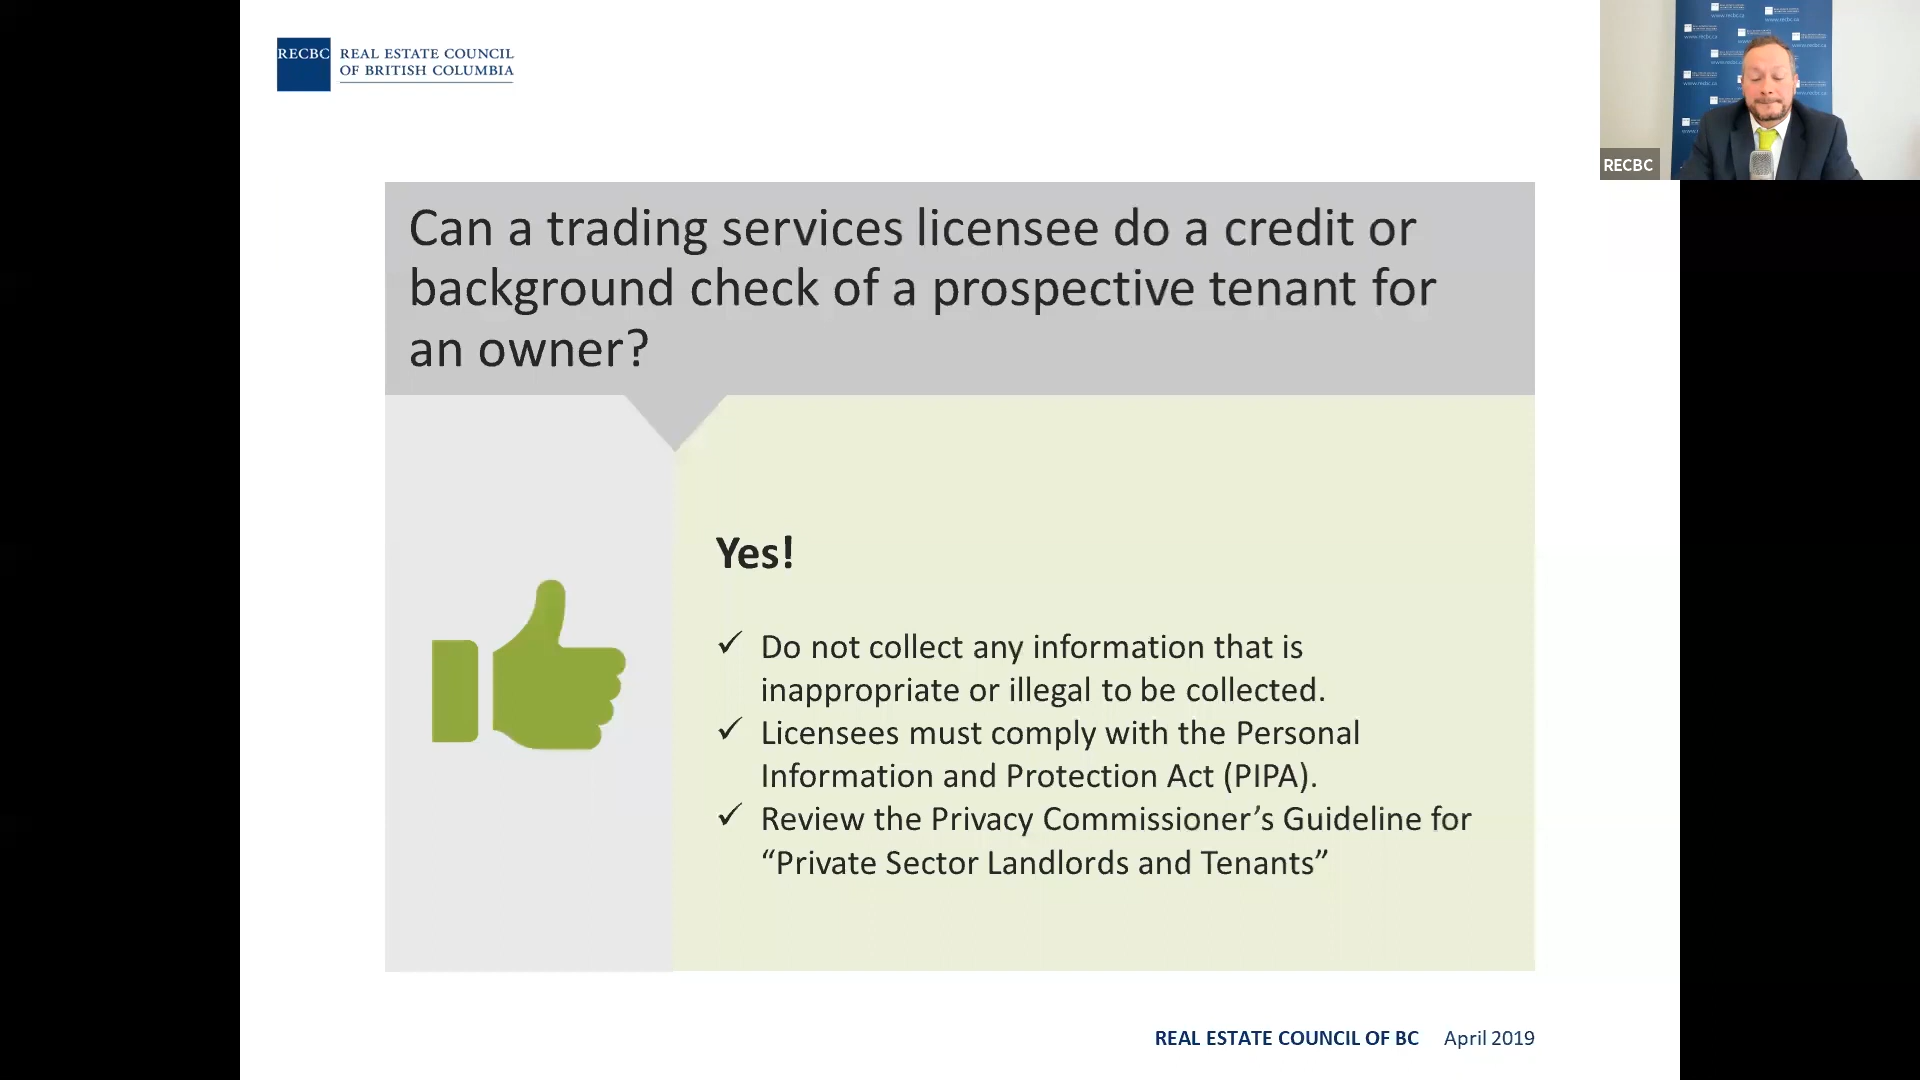 RECBC
REAL ESTATE COUNCIL
OF BRITISH COLUMBIA
RECBC
Can a trading services licensee do a credit or
background check of a prospective tenant for
an owner?
Yes!
✓ Do not collect any information that is
inappropriate or illegal to be collected.
✓ Licensees must comply with the Personal
Information and Protection Act (PIPA).
✓ Review the Privacy Commissioner’s Guideline for
“Private Sector Landlords and Tenants”
REAL ESTATE COUNCIL OF BC April 2019